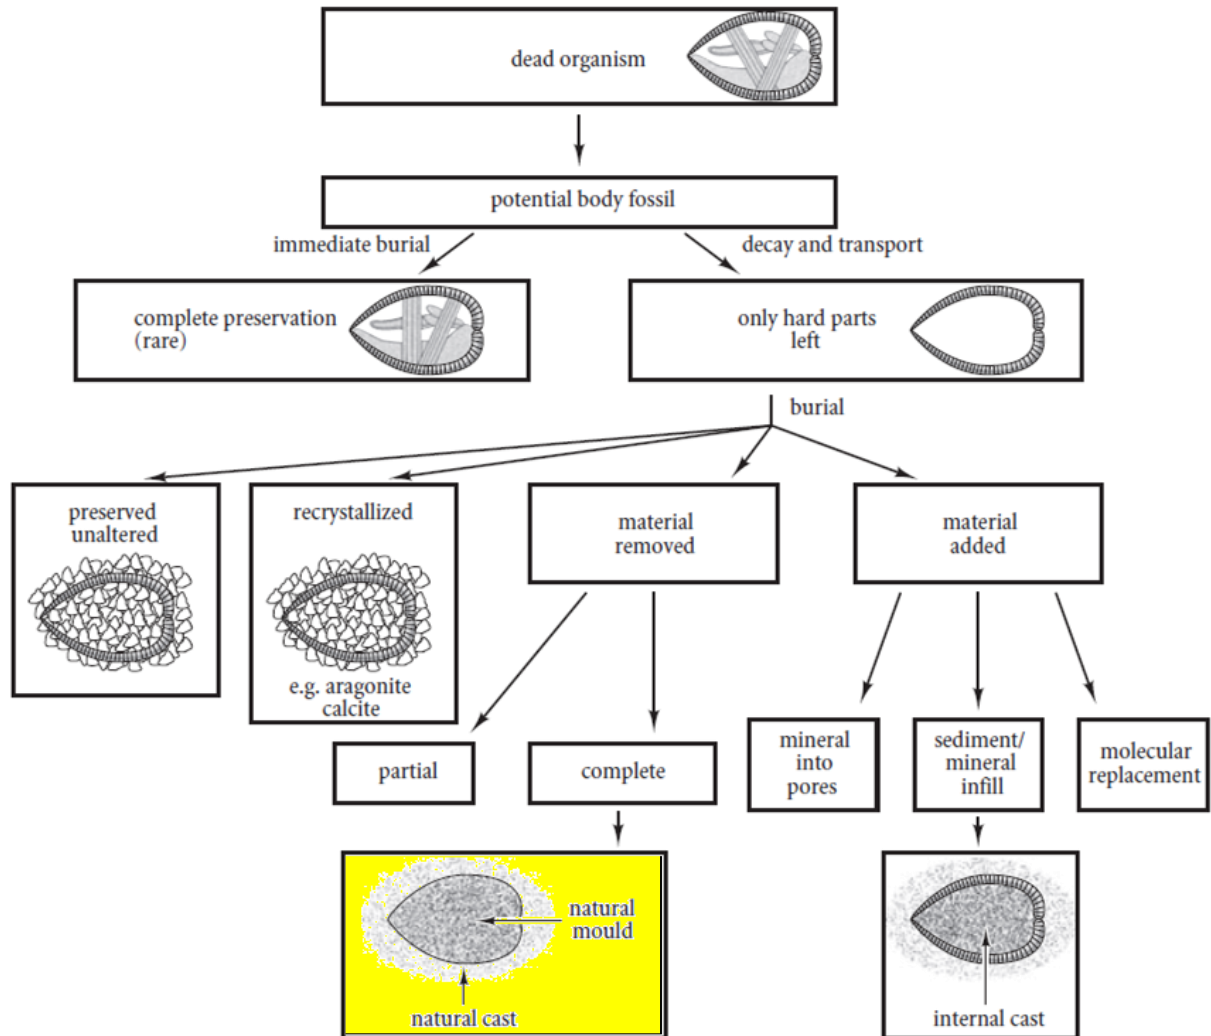 dead organism
potential body fossil
immediate burial
decay and transport
complete preservation
(rare)
only hard parts
left
burial
preserved
unaltered
recrystallized
e.g. aragonite
calcite
material
removed
material
added
partial
complete
mineral
into
pores
sediment/
mineral
infill
molecular
replacement
natural
mould
natural cast
internal cast